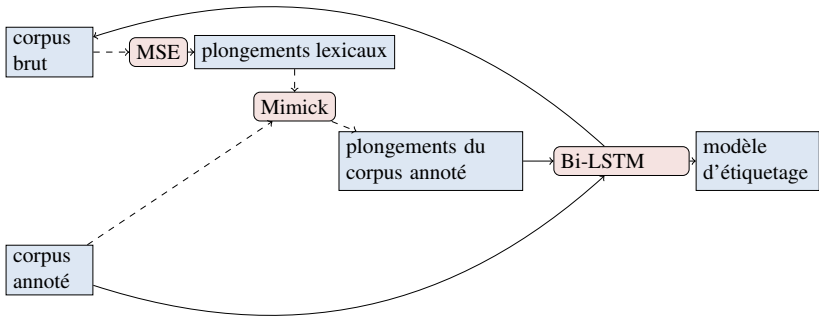 corpus
brut
MSE
plongements lexicaux
Mimick
plongements du
corpus annoté
Bi-LSTM
modèle
d'étiquetage
corpus
annoté